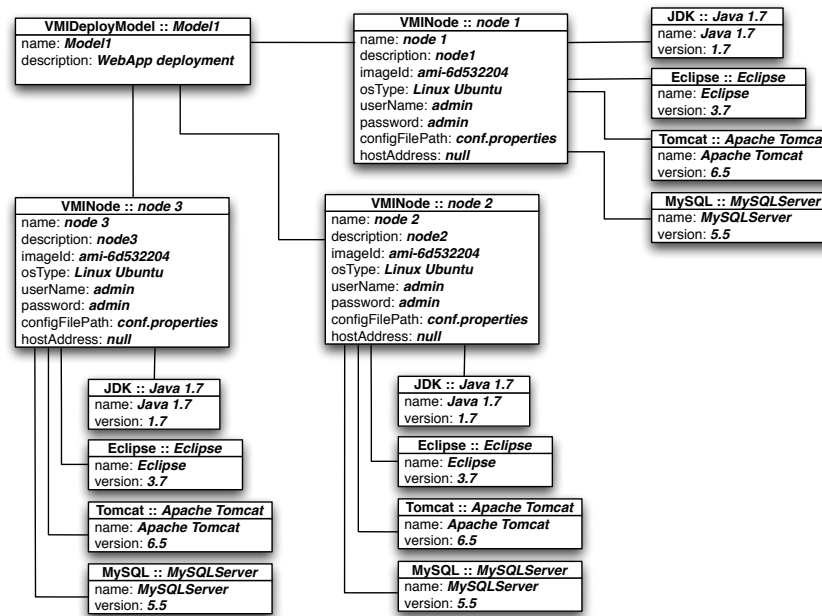 VMIDeployModel :: Model1
name: Model1
description: WebApp deployment
VMINode :: node 1
name: node 1
description: node1
imageId: ami-6d532204
osType: Linux Ubuntu
userName: admin
password: admin
configFilePath: conf.properties
hostAddress: null
JDK :: Java 1.7
name: Java 1.7
version: 1.7
Eclipse :: Eclipse
name: Eclipse
version: 3.7
Tomcat :: Apache Tomcat
name: Apache Tomcat
version: 6.5
MySQL :: MySQLServer
name: MySQLServer
version: 5.5
VMINode :: node 3
name: node 3
description: node3
imageId: ami-6d532204
osType: Linux Ubuntu
userName: admin
password: admin
configFilePath: conf.properties
hostAddress: null
JDK :: Java 1.7
name: Java 1.7
version: 1.7
Eclipse :: Eclipse
name: Eclipse
version: 3.7
Tomcat :: Apache Tomcat
name: Apache Tomcat
version: 6.5
MySQL :: MySQLServer
name: MySQLServer
version: 5.5
VMINode :: node 2
name: node 2
description: node2
imageId: ami-6d532204
osType: Linux Ubuntu
userName: admin
password: admin
configFilePath: conf.properties
hostAddress: null
JDK :: Java 1.7
name: Java 1.7
version: 1.7
Eclipse :: Eclipse
name: Eclipse
version: 3.7
Tomcat :: Apache Tomcat
name: Apache Tomcat
version: 6.5
MySQL :: MySQLServer
name: MySQLServer
version: 5.5